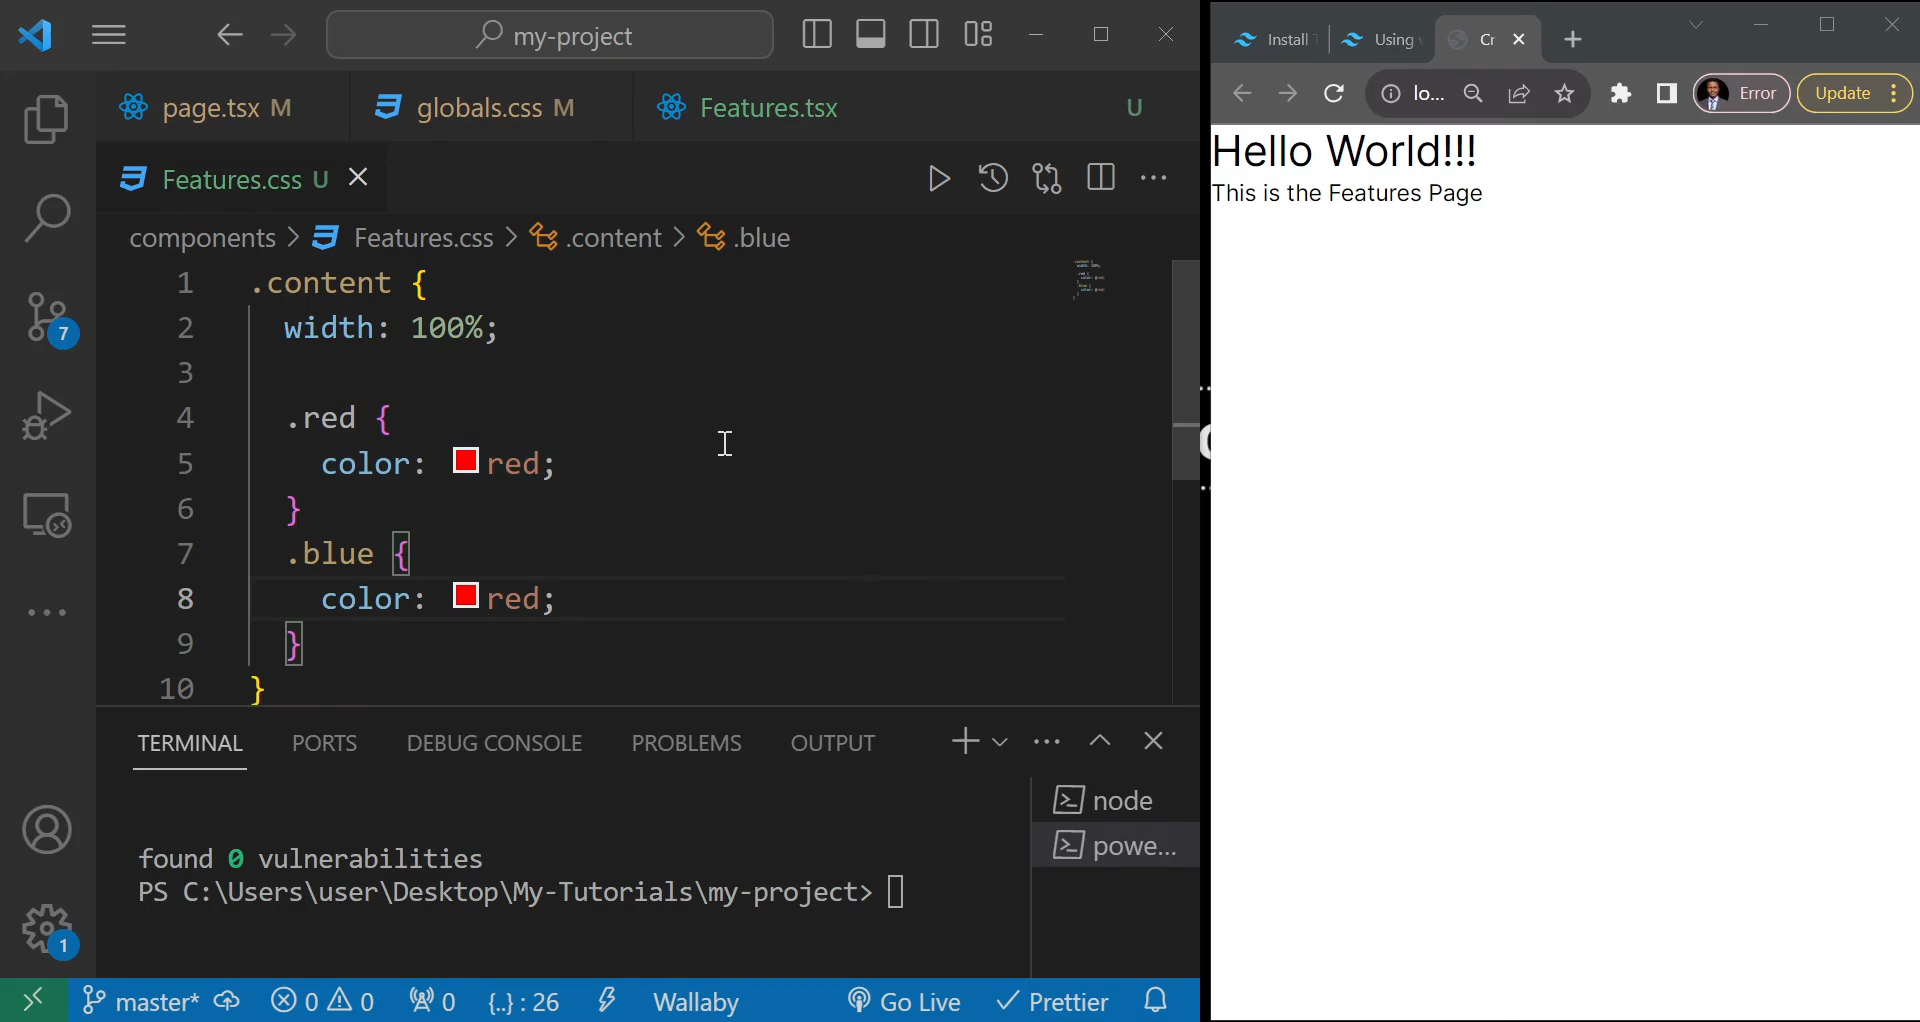 my-project
page.tsx M
globals.css M
Features.tsx U
Features.css U
components > Features.css > .content > .blue
1 .content {
2 width: 100%;
3
4 .red {
5 color: red;
6 }
7 .blue {
8 color: red;
9 }
10 }
7
1
TERMINAL PORTS DEBUG CONSOLE PROBLEMS OUTPUT
found 0 vulnerabilities
PS C:\Users\user\Desktop\My-Tutorials\my-project>
node
powe...
master* 0 0 0 {..} : 26 Wallaby Go Live Prettier
Install Using Cr
lo... Error Update
Hello World!!!
This is the Features Page